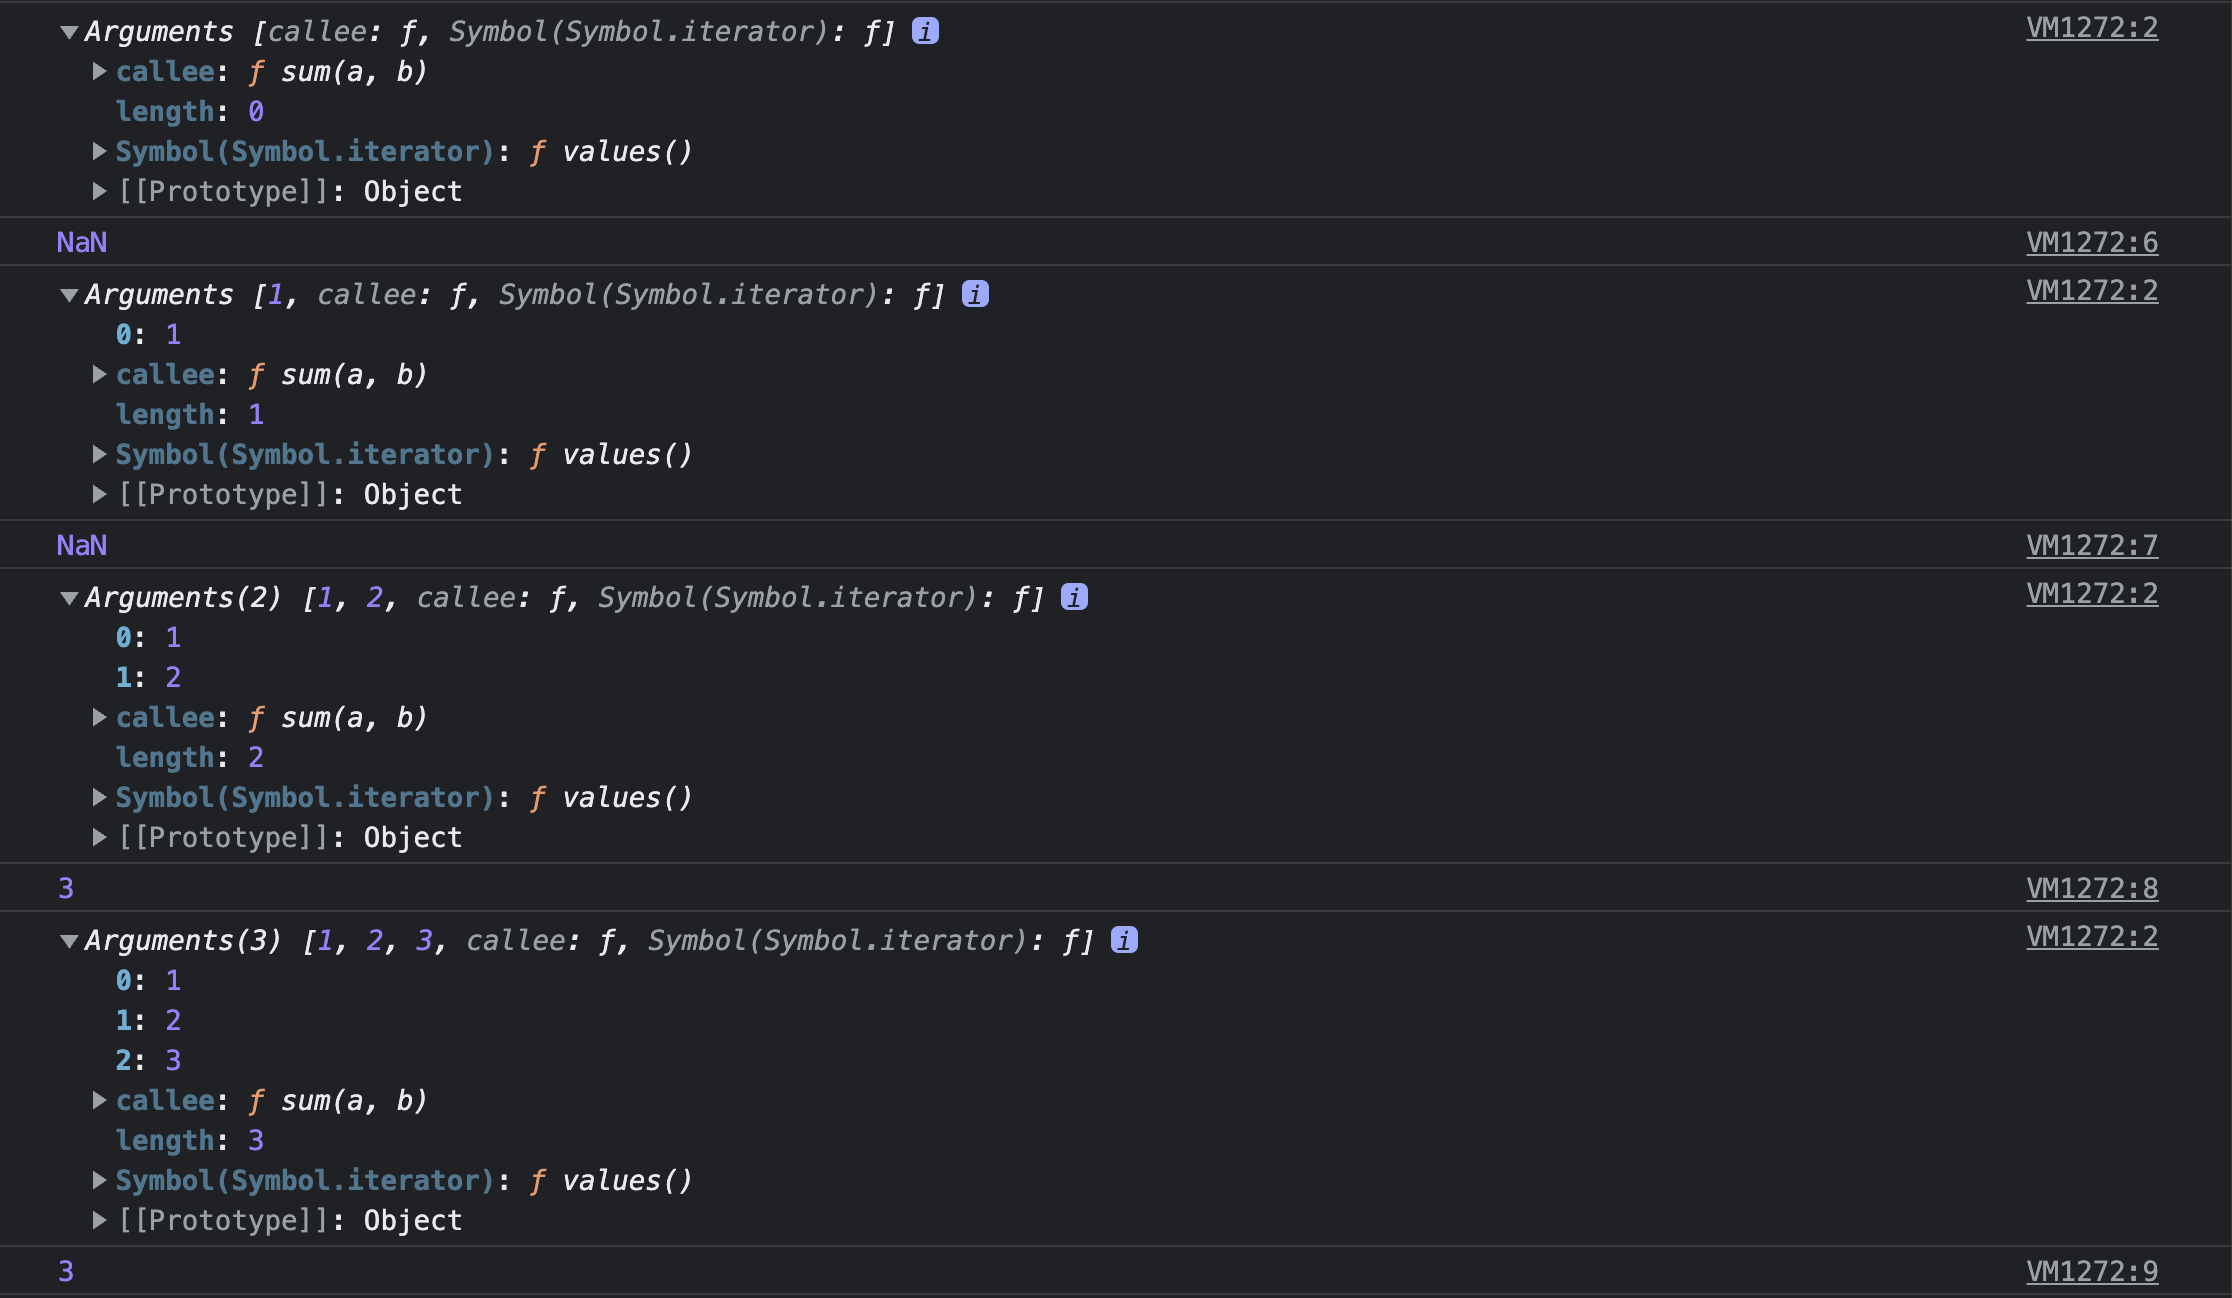 ▼Arguments [callee: ƒ, Symbol(Symbol.iterator): ƒ] i VM1272:2
▶callee: ƒ sum(a, b)
length: 0
▶Symbol(Symbol.iterator): ƒ values()
▶[[Prototype]]: Object
NaN VM1272:6
▼Arguments [1, callee: ƒ, Symbol(Symbol.iterator): ƒ] i VM1272:2
0: 1
▶callee: ƒ sum(a, b)
length: 1
▶Symbol(Symbol.iterator): ƒ values()
▶[[Prototype]]: Object
NaN VM1272:7
▼Arguments(2) [1, 2, callee: ƒ, Symbol(Symbol.iterator): ƒ] i VM1272:2
0: 1
1: 2
▶callee: ƒ sum(a, b)
length: 2
▶Symbol(Symbol.iterator): ƒ values()
▶[[Prototype]]: Object
3 VM1272:8
▼Arguments(3) [1, 2, 3, callee: ƒ, Symbol(Symbol.iterator): ƒ] i VM1272:2
0: 1
1: 2
2: 3
▶callee: ƒ sum(a, b)
length: 3
▶Symbol(Symbol.iterator): ƒ values()
▶[[Prototype]]: Object
3 VM1272:9